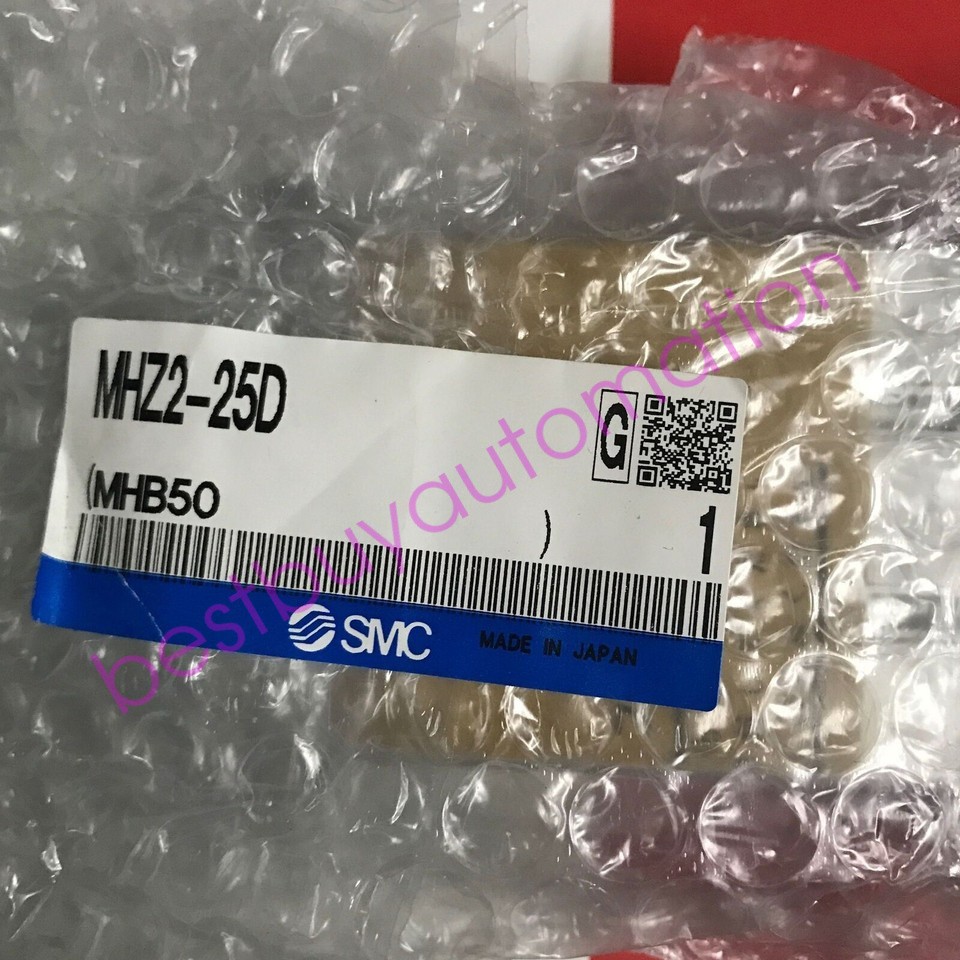 MHZ2-25D
G
(MHB50 )
1
SMC MADE IN JAPAN
bestbuyautomation